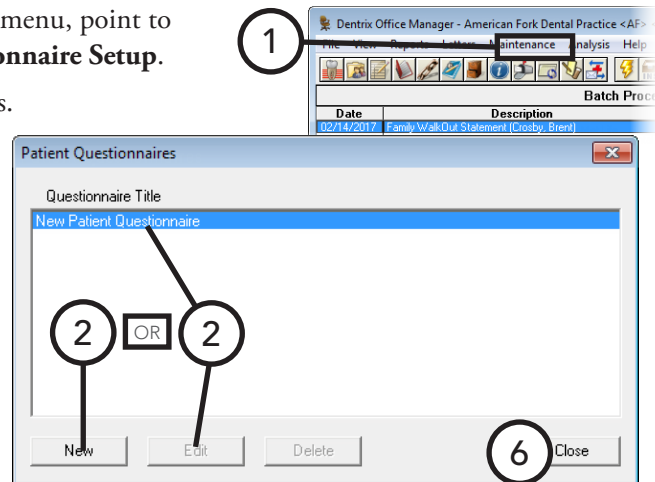 menu, point to
onnaire Setup.
s.
1
Dentrix Office Manager - American Fork Dental Practice <AF>
File View Reports Letters Maintenance Analysis Help
Batch Proc
Date Description
02/14/2017 Family WalkOut Statement (Crosby, Brent)
Patient Questionnaires
Questionnaire Title
New Patient Questionnaire
2 OR 2
New Edit Delete 6 Close